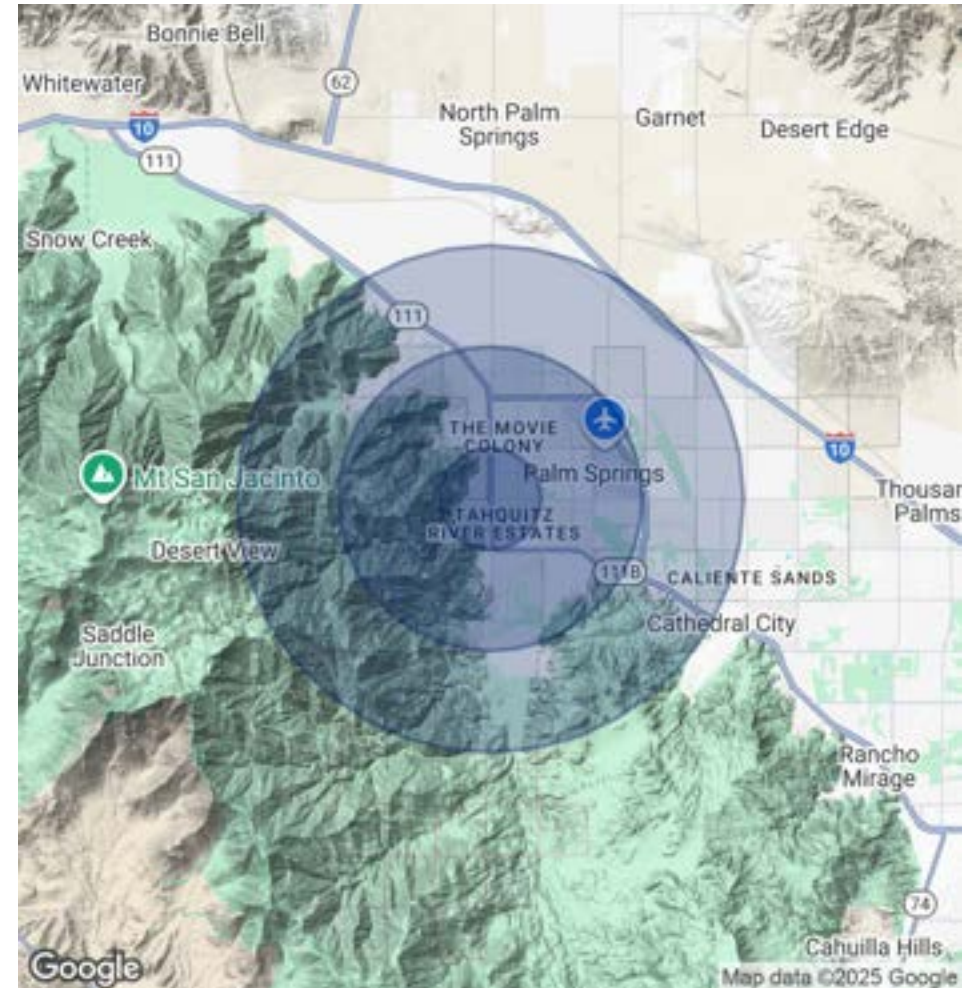 Bonnie Bell
Whitewater
62
North Palm
Springs
Garnet
Desert Edge
10
111
Snow Creek
111
THE MOVIE
COLONY
10
Mt San Jacinto
Palm Springs
Thousan
Palms
TAHQUITZ
RIVER ESTATES
Desert View
111B
CALIENTE SANDS
Cathedral City
Saddle
Junction
Rancho
Mirage
74
Cahuilla Hills
Google
Map data ©2025 Google